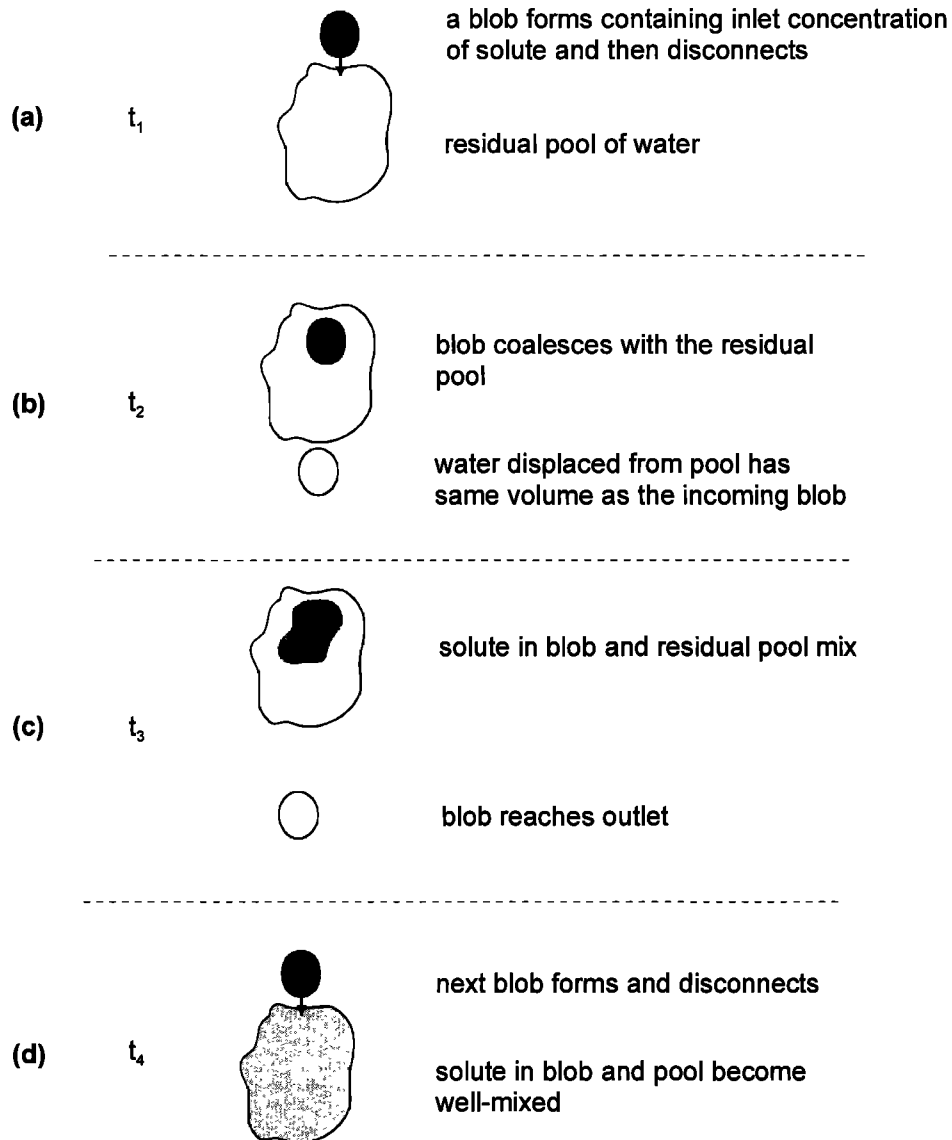 a blob forms containing inlet concentration
of solute and then disconnects
(a) t₁
residual pool of water
blob coalesces with the residual
pool
(b) t₂
water displaced from pool has
same volume as the incoming blob
solute in blob and residual pool mix
(c) t₃
blob reaches outlet
next blob forms and disconnects
(d) t₄
solute in blob and pool become
well-mixed